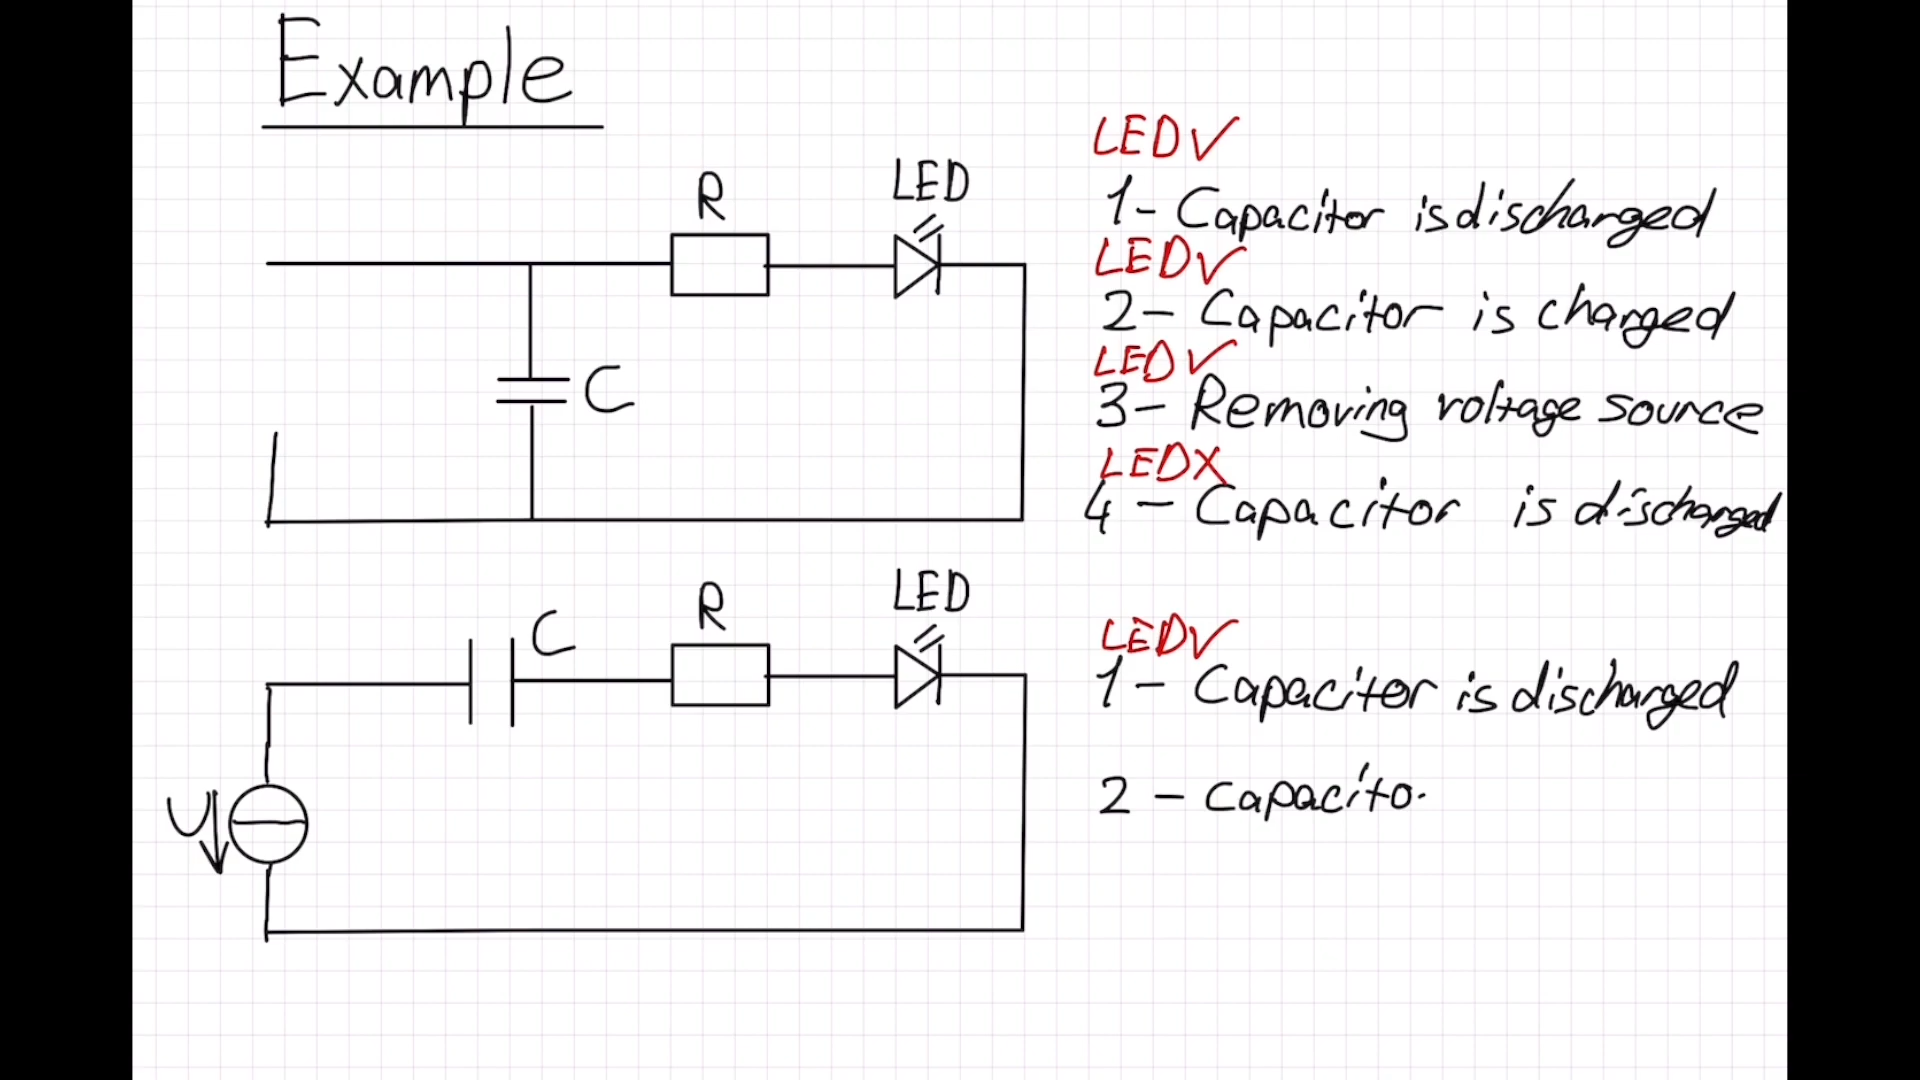 Example
R
LED
C
LED✓
1- Capacitor is discharged
LED✓
2- Capacitor is charged
LED✓
3- Removing voltage source
LEDX
4- Capacitor is discharged
C
R
LED
U
LED✓
1- Capacitor is discharged
2- Capacito